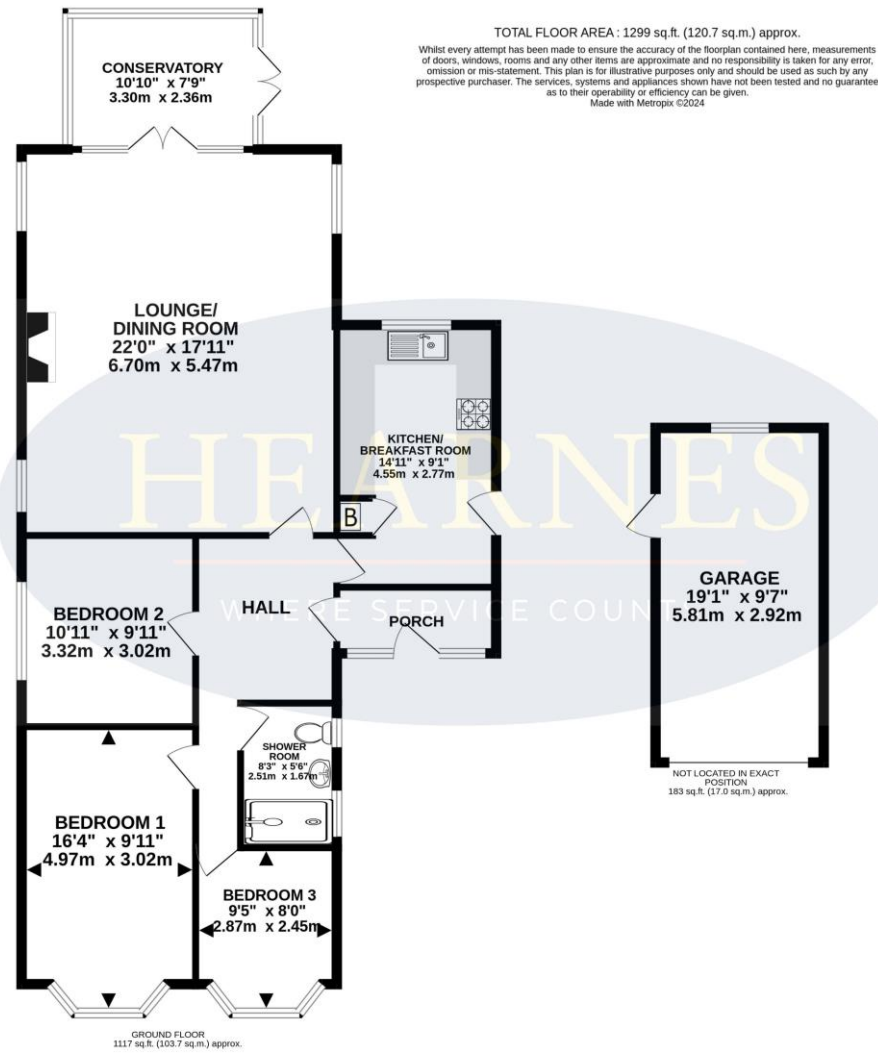 TOTAL FLOOR AREA : 1299 sq.ft. (120.7 sq.m.) approx.
Whilst every attempt has been made to ensure the accuracy of the floorplan contained here, measurements
of doors, windows, rooms and any other items are approximate and no responsibility is taken for any error,
omission or mis-statement. This plan is for illustrative purposes only and should be used as such by any
prospective purchaser. The services, systems and appliances shown have not been tested and no guarantee
as to their operability or efficiency can be given.
Made with Metropix ©2024
CONSERVATORY
10'10" x 7'9"
3.30m x 2.36m
LOUNGE/
DINING ROOM
22'0" x 17'11"
6.70m x 5.47m
KITCHEN/
BREAKFAST ROOM
14'11" x 9'1"
4.55m x 2.77m
B
HEARNES
WHERE SERVICE COUNT
GARAGE
19'1" x 9'7"
5.81m x 2.92m
NOT LOCATED IN EXACT
POSITION
183 sq.ft. (17.0 sq.m.) approx.
HALL
PORCH
BEDROOM 2
10'11" x 9'11"
3.32m x 3.02m
SHOWER
ROOM
8'3" x 5'6"
2.51m x 1.67m
BEDROOM 1
16'4" x 9'11"
4.97m x 3.02m
BEDROOM 3
9'5" x 8'0"
2.87m x 2.45m
GROUND FLOOR
1117 sq.ft. (103.7 sq.m.) approx.